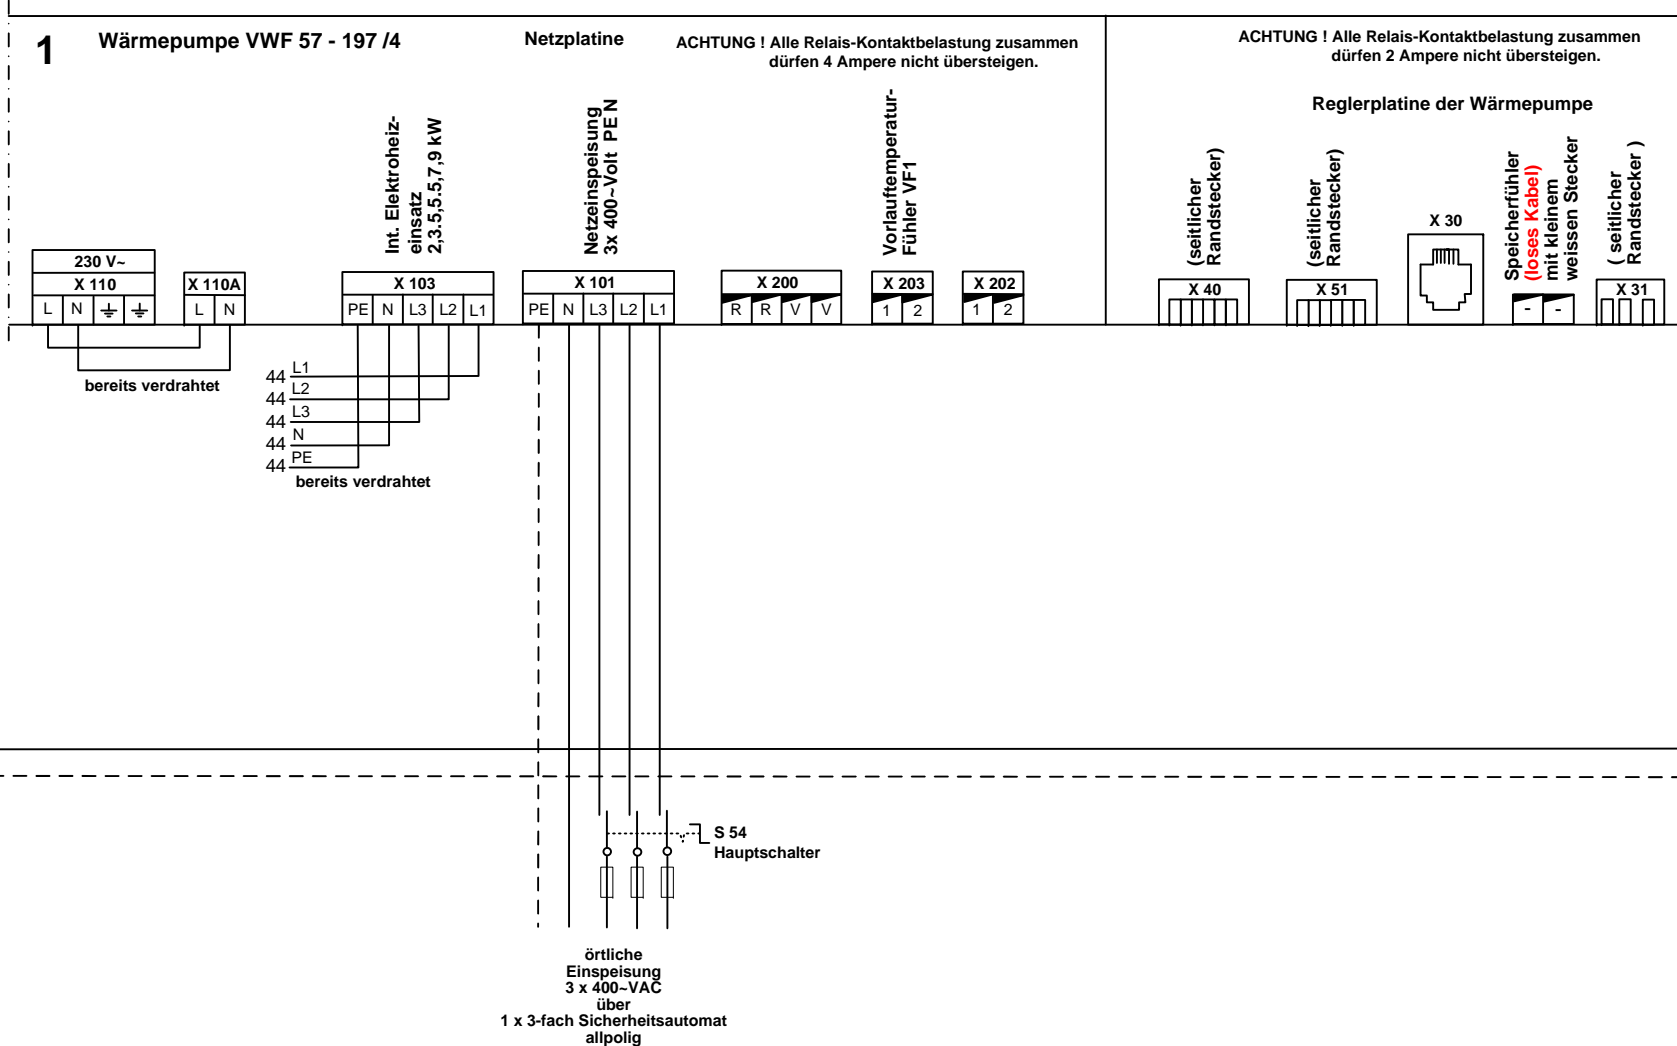 1
Wärmepumpe VWF 57 - 197 /4
Netzplatine
ACHTUNG ! Alle Relais-Kontaktbelastung zusammen
dürfen 4 Ampere nicht übersteigen.
ACHTUNG ! Alle Relais-Kontaktbelastung zusammen
dürfen 2 Ampere nicht übersteigen.
Reglerplatine der Wärmepumpe
Int. Elektroheiz-
einsatz
2,3.5,5.5,7,9 kW
Netzeinspeisung
3x 400~Volt PE N
Vorlauftemperatur-
Fühler VF1
(seitlicher
Randstecker)
(seitlicher
Randstecker)
X 30
Speicherfühler
(loses Kabel)
mit kleinem
weissen Stecker
( seitlicher
Randstecker )
230 V~
X 110
L N
X 110A
L N
X 103
PE N L3 L2 L1
X 101
PE N L3 L2 L1
X 200
R R V V
X 203
1 2
X 202
1 2
X 40
X 51
- -
X 31
bereits verdrahtet
44 L1
44 L2
44 L3
44 N
44 PE
bereits verdrahtet
S 54
Hauptschalter
örtliche
Einspeisung
3 x 400~VAC
über
1 x 3-fach Sicherheitsautomat
allpolig